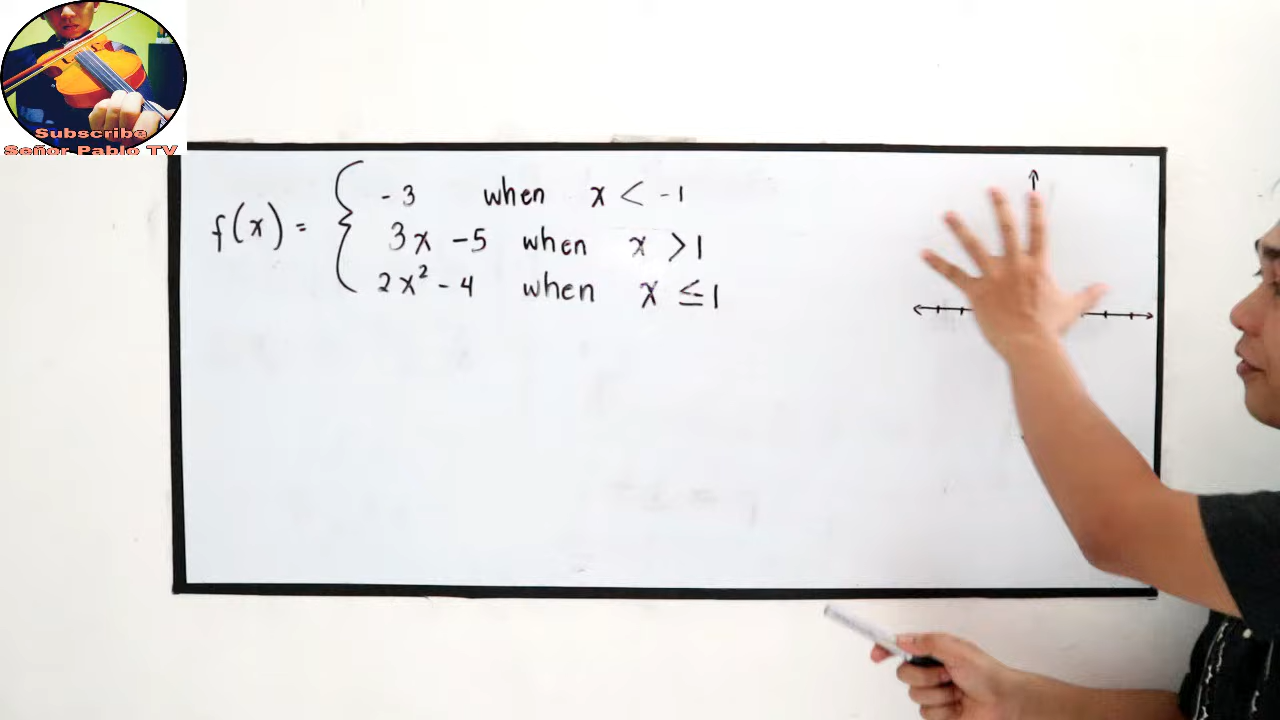 Subscribe
Señor Pablo TV
f(x) = { -3 when x < -1
3x - 5 when x > 1
2x² - 4 when x ≤ 1